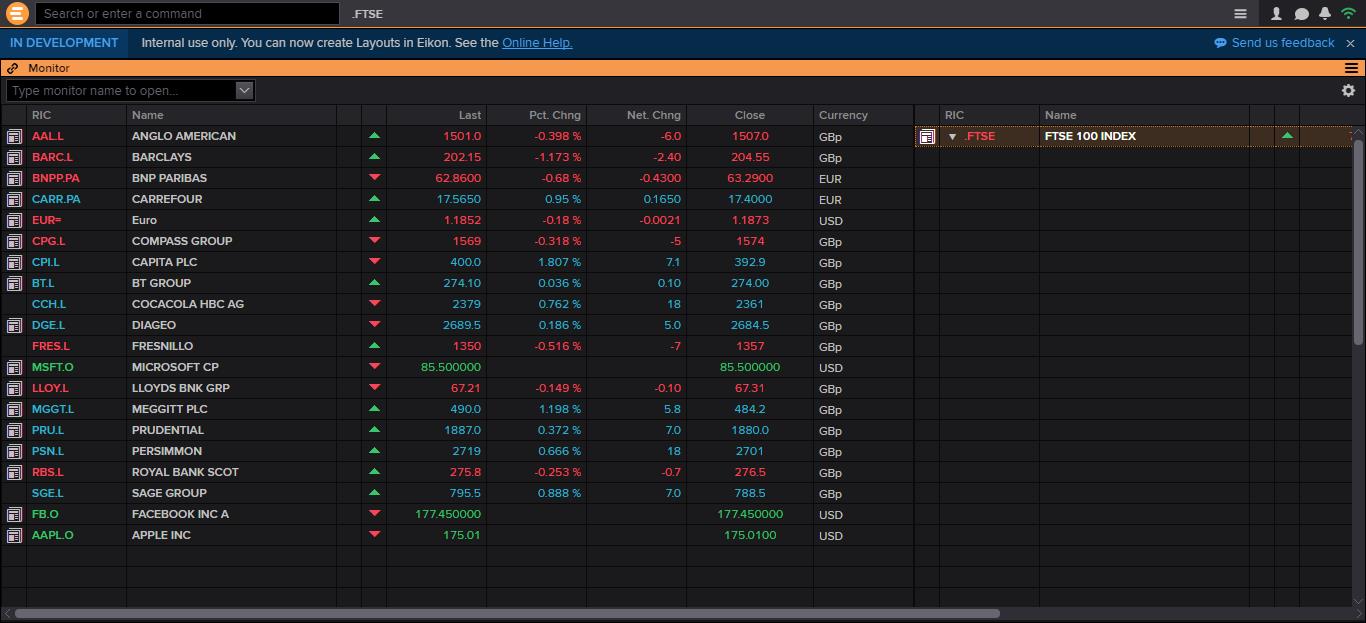 Search or enter a command .FTSE
IN DEVELOPMENT Internal use only. You can now create Layouts in Eikon. See the Online Help. Send us feedback
Monitor
Type monitor name to open...
RIC Name Last Pct. Chng Net. Chng Close Currency RIC Name
AAL.L ANGLO AMERICAN 1501.0 -0.398 % -6.0 1507.0 GBp .FTSE FTSE 100 INDEX
BARC.L BARCLAYS 202.15 -1.173 % -2.40 204.55 GBp
BNPP.PA BNP PARIBAS 62.8600 -0.68 % -0.4300 63.2900 EUR
CARR.PA CARREFOUR 17.5650 0.95 % 0.1650 17.4000 EUR
EUR= Euro 1.1852 -0.18 % -0.0021 1.1873 USD
CPG.L COMPASS GROUP 1569 -0.318 % -5 1574 GBp
CPI.L CAPITA PLC 400.0 1.807 % 7.1 392.9 GBp
BT.L BT GROUP 274.10 0.036 % 0.10 274.00 GBp
CCH.L COCACOLA HBC AG 2379 0.762 % 18 2361 GBp
DGE.L DIAGEO 2689.5 0.186 % 5.0 2684.5 GBp
FRES.L FRESNILLO 1350 -0.516 % -7 1357 GBp
MSFT.O MICROSOFT CP 85.500000 85.500000 USD
LLOY.L LLOYDS BNK GRP 67.21 -0.149 % -0.10 67.31 GBp
MGGT.L MEGGITT PLC 490.0 1.198 % 5.8 484.2 GBp
PRU.L PRUDENTIAL 1887.0 0.372 % 7.0 1880.0 GBp
PSN.L PERSIMMON 2719 0.666 % 18 2701 GBp
RBS.L ROYAL BANK SCOT 275.8 -0.253 % -0.7 276.5 GBp
SGE.L SAGE GROUP 795.5 0.888 % 7.0 788.5 GBp
FB.O FACEBOOK INC A 177.450000 177.450000 USD
AAPL.O APPLE INC 175.01 175.0100 USD